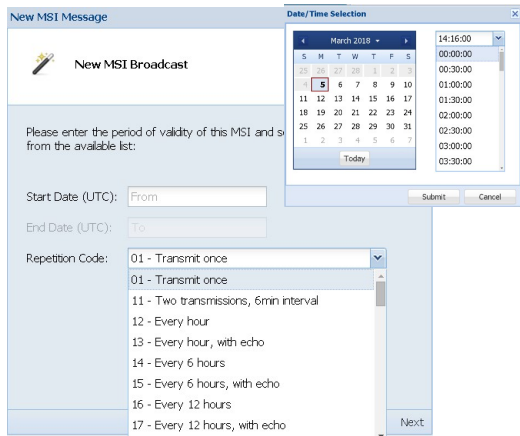 New MSI Message
New MSI Broadcast
Please enter the period of validity of this MSI and s
from the available list:
Start Date (UTC): From
End Date (UTC): To
Repetition Code: 01 - Transmit once
01 - Transmit once
11 - Two transmissions, 6min interval
12 - Every hour
13 - Every hour, with echo
14 - Every 6 hours
15 - Every 6 hours, with echo
16 - Every 12 hours
17 - Every 12 hours, with echo
Next
Date/Time Selection
March 2018
S M T W T F S
25 26 27 28 1 2 3
4 5 6 7 8 9 10
11 12 13 14 15 16 17
18 19 20 21 22 23 24
25 26 27 28 29 30 31
1 2 3 4 5 6 7
Today
14:16:00
00:00:00
00:30:00
01:00:00
01:30:00
02:00:00
02:30:00
03:00:00
03:30:00
Submit Cancel